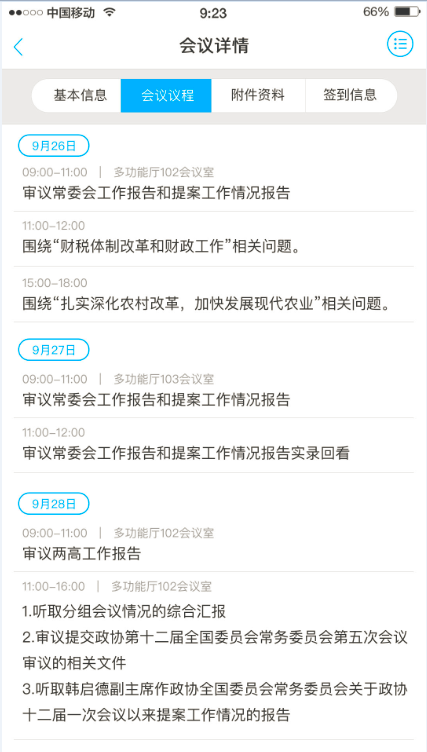 中国移动 9:23 66%
会议详情
基本信息 会议议程 附件资料 签到信息
9月26日
09:00-11:00 | 多功能厅102会议室
审议常委会工作报告和提案工作情况报告
11:00-12:00
围绕“财税体制改革和财政工作”相关问题。
15:00-18:00
围绕“扎实深化农村改革，加快发展现代农业”相关问题。
9月27日
09:00-11:00 | 多功能厅103会议室
审议常委会工作报告和提案工作情况报告
11:00-12:00
审议常委会工作报告和提案工作情况报告实录回看
9月28日
09:00-11:00 | 多功能厅102会议室
审议两高工作报告
11:00-16:00 | 多功能厅102会议室
1.听取分组会议情况的综合汇报
2.审议提交政协第十二届全国委员会常务委员会第五次会议
审议的相关文件
3.听取韩启德副主席作政协全国委员会常务委员会关于政协
十二届一次会议以来提案工作情况的报告